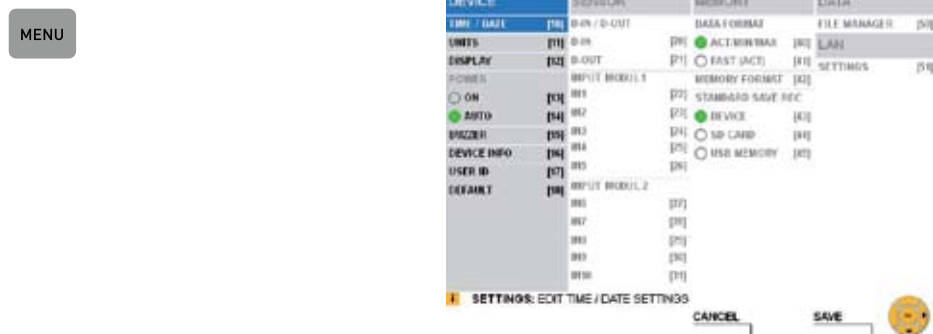 MENU
DEVICE SENSOR MEMORY DATA
TIME / DATE [10] D-IN / D-OUT DATA FORMAT FILE MANAGER [50]
UNITS [11] D-IN [20] ACT/MIN/MAX [40] LAN
DISPLAY [12] D-OUT [21] FAST (ACT) [41] SETTINGS
POWER INPUT MODUL 1 MEMORY FORMAT [42]
ON [13] IN1 [22] STANDARD SAVE REC
AUTO [14] IN2 [23] DEVICE [43]
BUZZER [15] IN3 [24] SD CARD [44]
DEVICE INFO [16] IN4 [25] USB MEMORY [45]
USER ID [17] IN5 [26]
DEFAULT [18] INPUT MODUL 2
IN6 [27]
IN7 [28]
IN8 [29]
IN9 [30]
IN10 [31]
SETTINGS: EDIT TIME / DATE SETTINGS
CANCEL SAVE